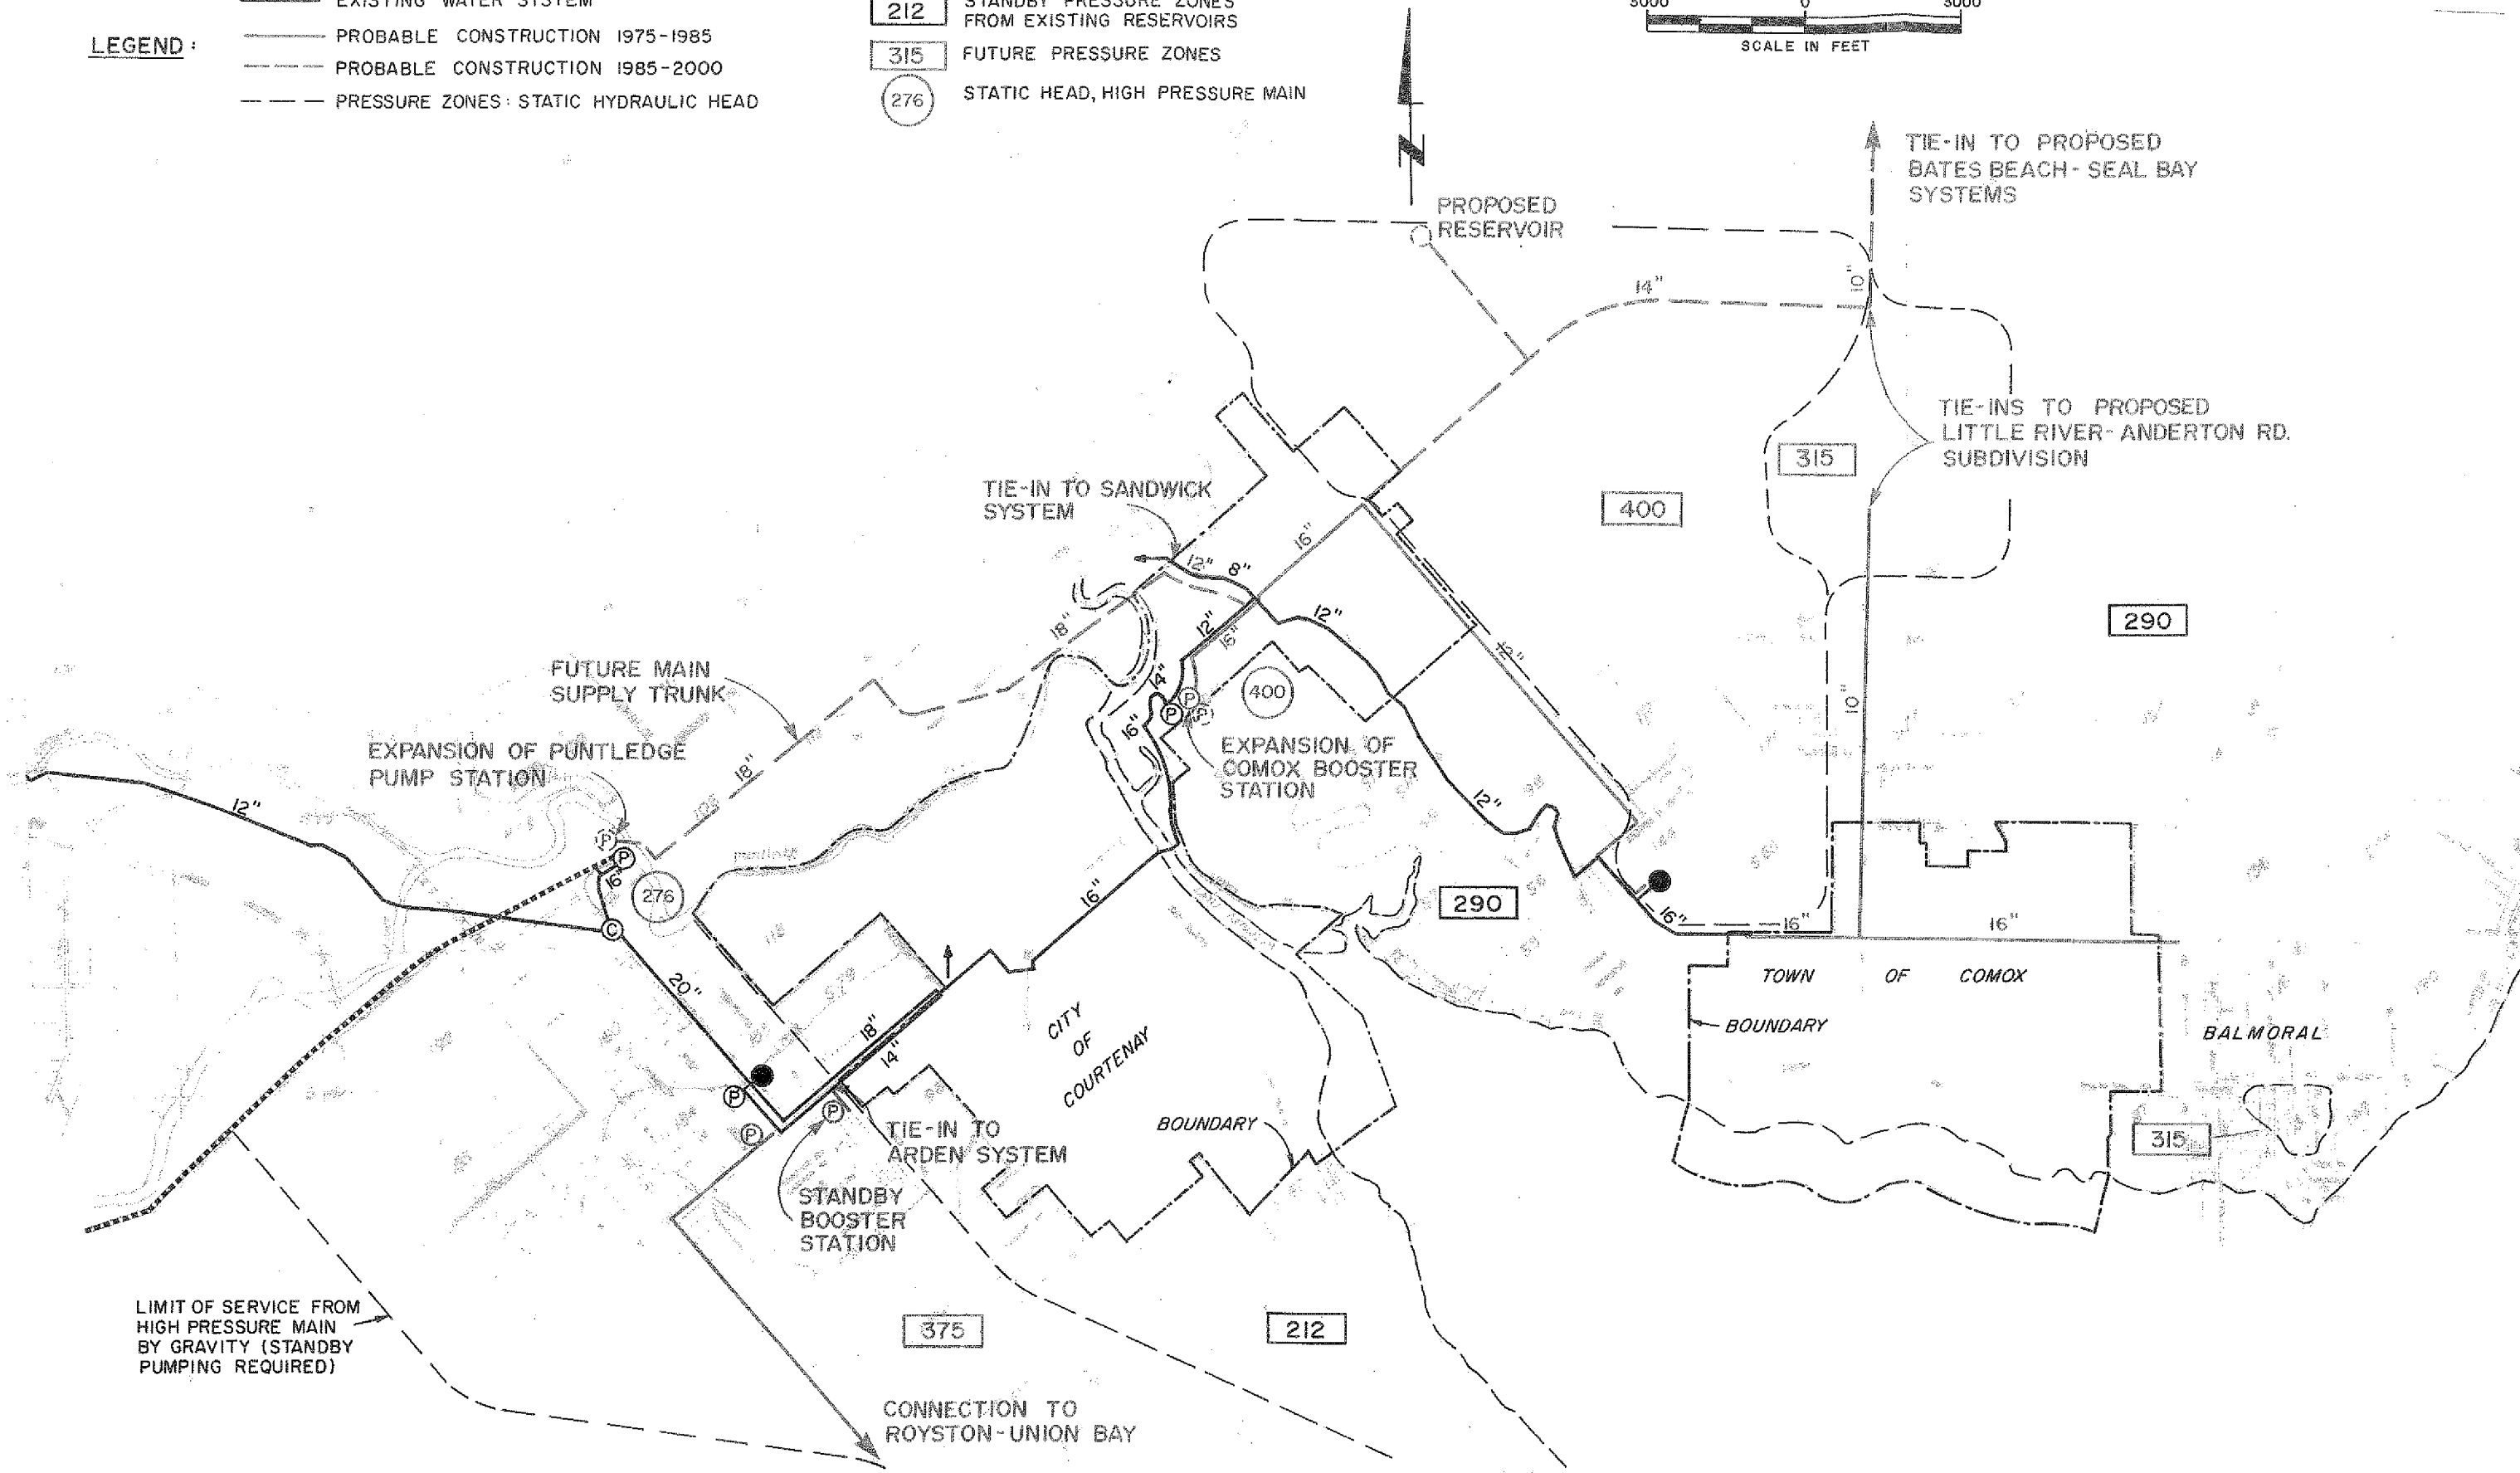 LEGEND :
EXISTING WATER SYSTEM
PROBABLE CONSTRUCTION 1975-1985
PROBABLE CONSTRUCTION 1985-2000
PRESSURE ZONES: STATIC HYDRAULIC HEAD
212
STANDBY PRESSURE ZONES
FROM EXISTING RESERVOIRS
315
FUTURE PRESSURE ZONES
276
STATIC HEAD, HIGH PRESSURE MAIN
N
3000 0 3000
SCALE IN FEET
TIE-IN TO PROPOSED
BATES BEACH-SEAL BAY
SYSTEMS
PROPOSED
RESERVOIR
14"
10"
TIE-INS TO PROPOSED
LITTLE RIVER-ANDERTON RD.
SUBDIVISION
315
400
TIE-IN TO SANDWICK
SYSTEM
16"
12"
8"
12"
18"
12"
16"
290
12"
14"
400
P
P
P
16"
10"
FUTURE MAIN
SUPPLY TRUNK
EXPANSION OF PUNTLEDGE
PUMP STATION
18"
EXPANSION OF
COMOX BOOSTER
STATION
12"
12"
P
P
16"
276
C
16"
290
16"
16"
16"
20"
18"
14"
CITY
OF
COURTENAY
TOWN OF COMOX
BOUNDARY
BALMORAL
315
P
P
P
TIE-IN TO
ARDEN SYSTEM
BOUNDARY
STANDBY
BOOSTER
STATION
LIMIT OF SERVICE FROM
HIGH PRESSURE MAIN
BY GRAVITY (STANDBY
PUMPING REQUIRED)
375
212
CONNECTION TO
ROYSTON-UNION BAY